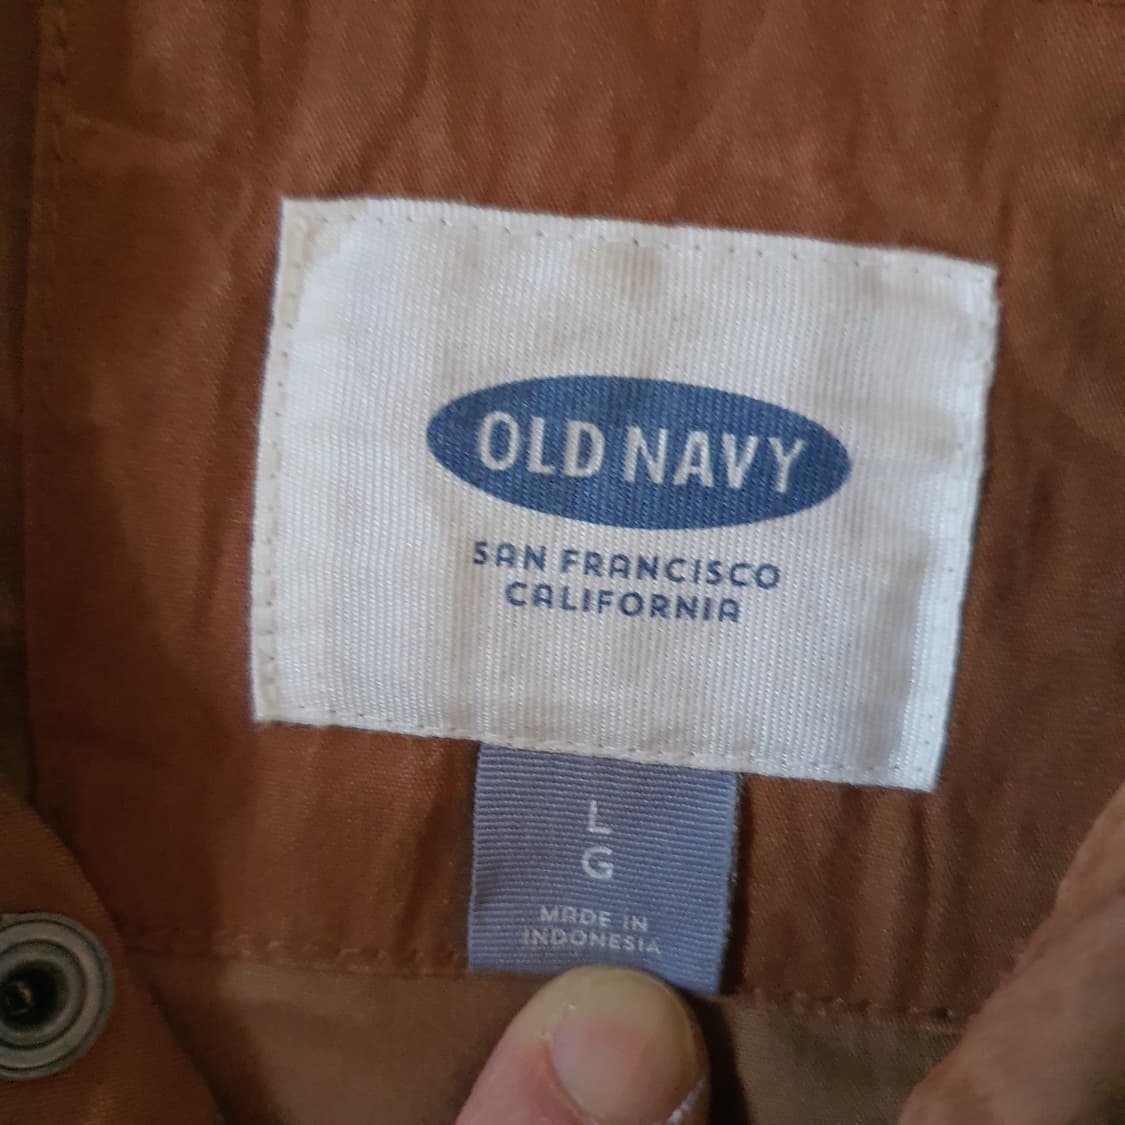 OLD NAVY
SAN FRANCISCO
CALIFORNIA
L
G
MADE IN
INDONESIA